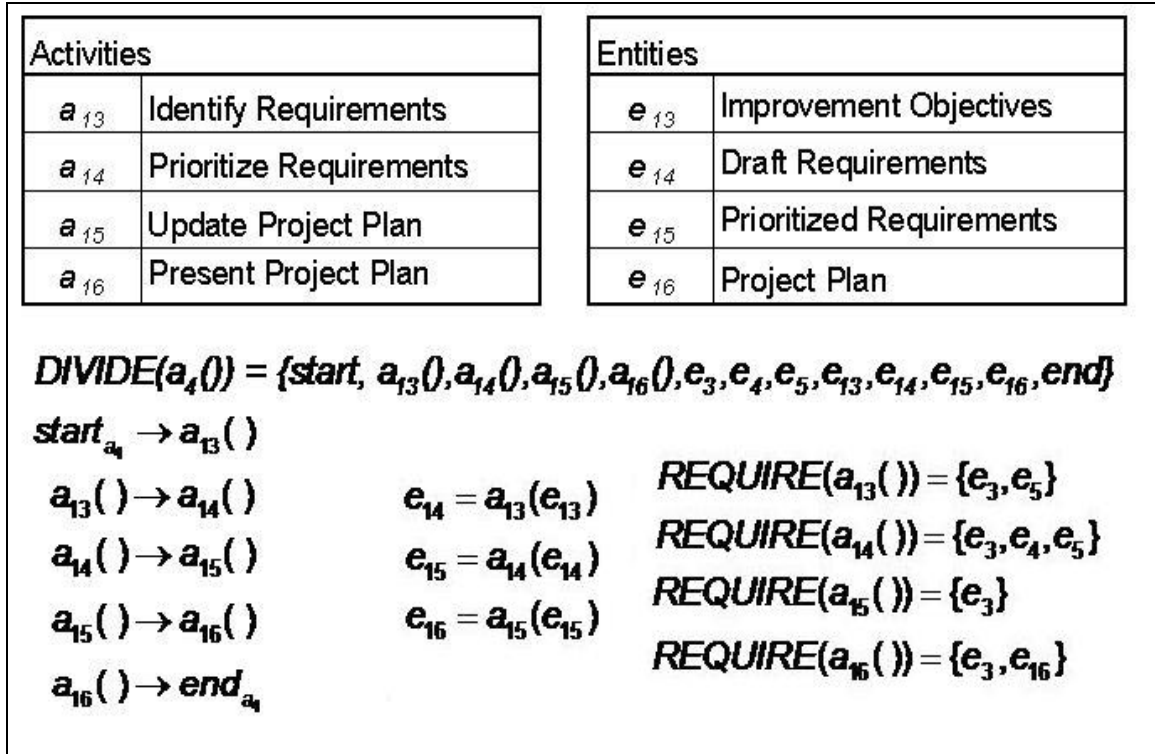 Activities
a13 Identify Requirements
a14 Prioritize Requirements
a15 Update Project Plan
a16 Present Project Plan
Entities
e13 Improvement Objectives
e14 Draft Requirements
e15 Prioritized Requirements
e16 Project Plan
DIVIDE(a4()) = {start, a13(),a14(),a15(),a16(),e3,e4,e5,e13,e14,e15,e16,end}
start a4 → a13( )
a13( ) → a14( )
a14( ) → a15( )
a15( ) → a16( )
a16( ) → end a4
e14 = a13(e13)
e15 = a14(e14)
e16 = a15(e15)
REQUIRE(a13( )) = {e3,e5}
REQUIRE(a14( )) = {e3,e4,e5}
REQUIRE(a15( )) = {e3}
REQUIRE(a16( )) = {e3,e16}